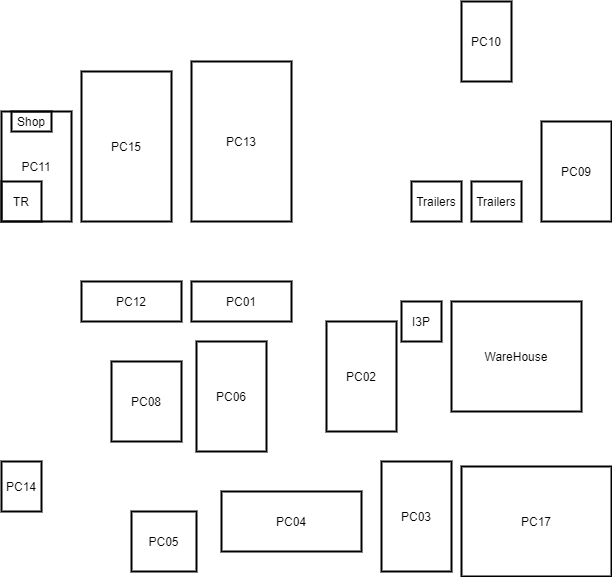 PC10
Shop
PC15
PC13
PC11
PC09
TR
Trailers
Trailers
PC12
PC01
I3P
WareHouse
PC02
PC08
PC06
PC14
PC05
PC04
PC03
PC17